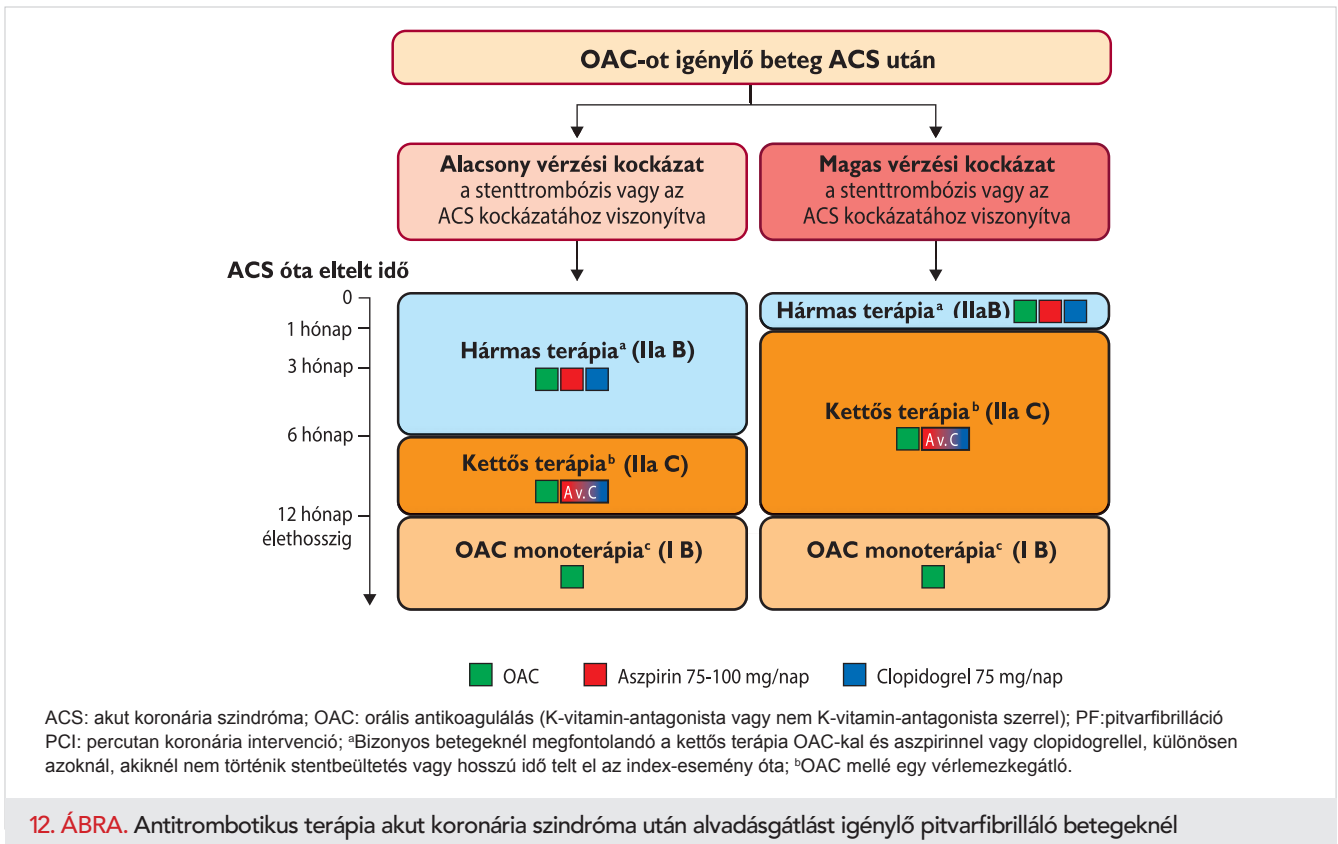 OAC-ot igénylő beteg ACS után
Alacsony vérzési kockázat
a stenttrombózis vagy az
ACS kockázatához viszonyítva
Magas vérzési kockázat
a stenttrombózis vagy az
ACS kockázatához viszonyítva
ACS óta eltelt idő
0
1 hónap
3 hónap
6 hónap
12 hónap
élethosszig
Hármas terápiaᵃ (IIa B)
Kettős terápiaᵇ (IIa C)
A v. C
OAC monoterápiaᶜ (I B)
Hármas terápiaᵃ (IIaB)
Kettős terápiaᵇ (IIa C)
A v. C
OAC monoterápiaᶜ (I B)
OAC Aszpirin 75-100 mg/nap Clopidogrel 75 mg/nap
ACS: akut koronária szindróma; OAC: orális antikoagulálás (K-vitamin-antagonista vagy nem K-vitamin-antagonista szerrel); PF:pitvarfibrilláció
PCI: percutan koronária intervenció; ᵃBizonyos betegeknél megfontolandó a kettős terápia OAC-kal és aszpirinnel vagy clopidogrellel, különösen
azoknál, akiknél nem történik stentbeültetés vagy hosszú idő telt el az index-esemény óta; ᵇOAC mellé egy vérlemezkegátló.
12. ÁBRA. Antitrombotikus terápia akut koronária szindróma után alvadásgátlást igénylő pitvarfibrilláló betegeknél